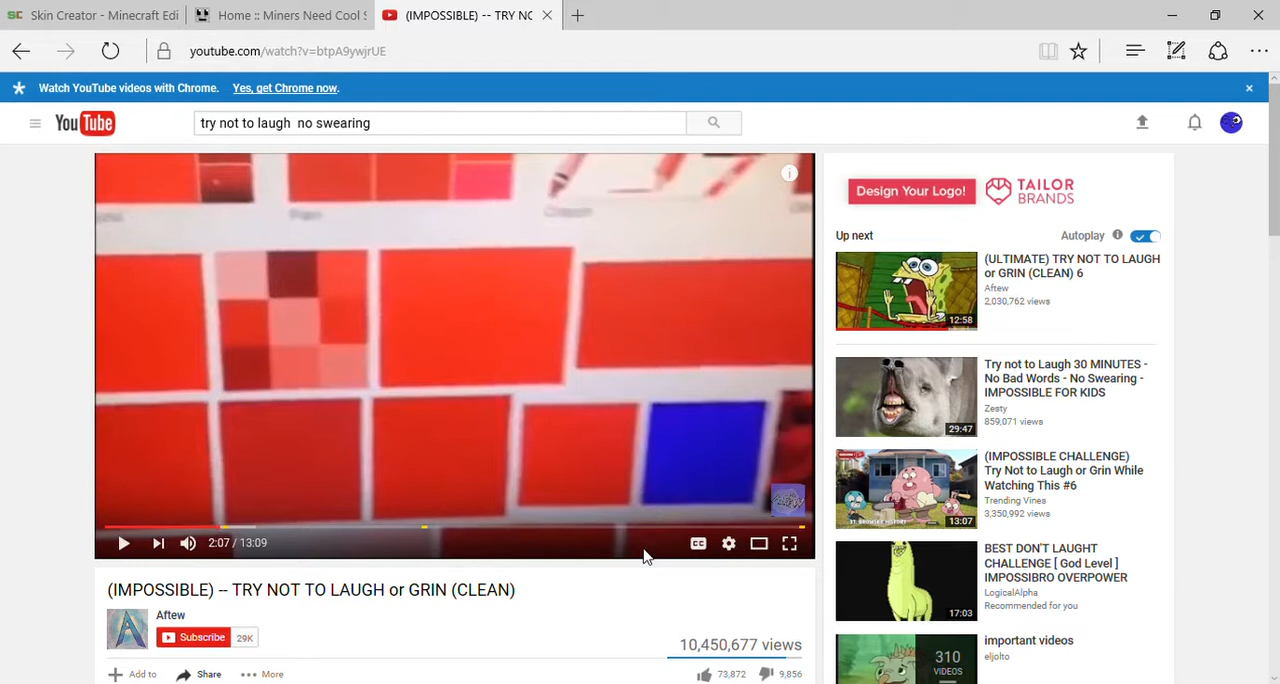 SC Skin Creator - Minecraft Edi
Home :: Miners Need Cool S
(IMPOSSIBLE) -- TRY NO
youtube.com/watch?v=btpA9ywjrUE
Watch YouTube videos with Chrome. Yes, get Chrome now.
YouTube
try not to laugh  no swearing
Design Your Logo! TAILOR
BRANDS
Up next
Autoplay
(ULTIMATE) TRY NOT TO LAUGH
or GRIN (CLEAN) 6
Aftew
2,030,762 views
12:58
Try not to Laugh 30 MINUTES -
No Bad Words - No Swearing -
IMPOSSIBLE FOR KIDS
Zesty
859,071 views
29:47
(IMPOSSIBLE CHALLENGE)
Try Not to Laugh or Grin While
Watching This #6
Trending Vines
3,350,992 views
13:07
BEST DON'T LAUGHT
CHALLENGE [ God Level ]
IMPOSSIBRO OVERPOWER
LogicalAlpha
Recommended for you
17:03
important videos
eljolto
310
VIDEOS
2:07 / 13:09
CC
(IMPOSSIBLE) -- TRY NOT TO LAUGH or GRIN (CLEAN)
Aftew
Subscribe 29K
10,450,677 views
Add to
Share
More
73,872
9,856